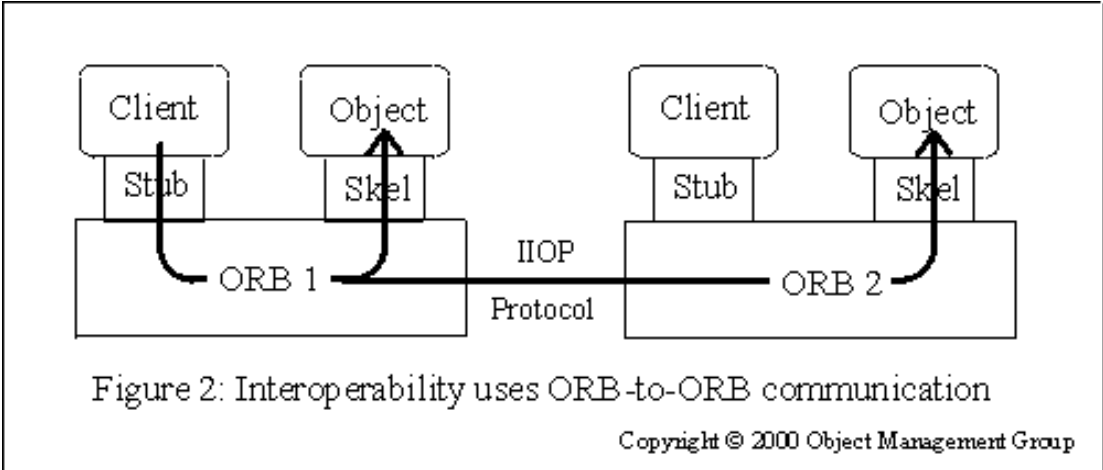 Client Object Client Object
Stub Skel Stub Skel
IIOP
ORB 1 ORB 2
Protocol
Figure 2: Interoperability uses ORB-to-ORB communication
Copyright © 2000 Object Management Group